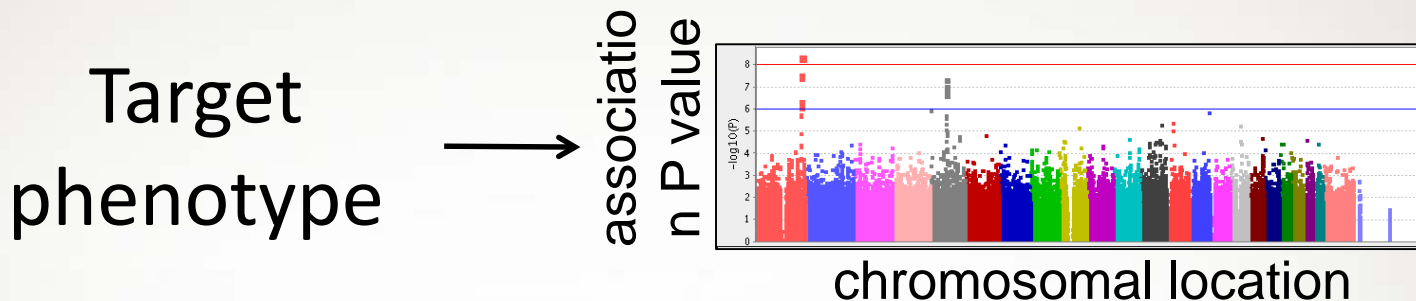 Target
phenotype
associatio
n P value
-log10(P)
8
7
6
5
4
3
2
1
0
chromosomal location